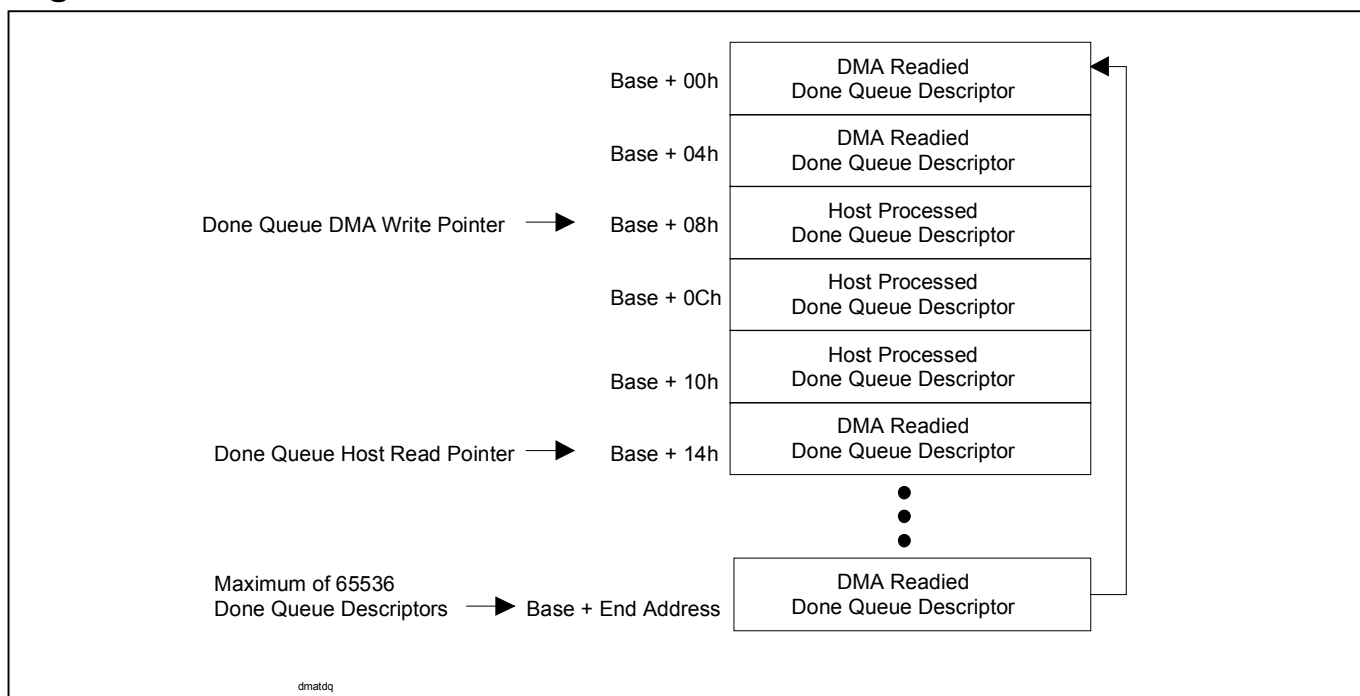 DMA Readied
Base + 00h
Done Queue Descriptor
DMA Readied
Base + 04h
Done Queue Descriptor
Host Processed
Done Queue DMA Write Pointer
Base + 08h
Done Queue Descriptor
Host Processed
Base + 0Ch
Done Queue Descriptor
Host Processed
Base + 10h
Done Queue Descriptor
DMA Readied
Done Queue Host Read Pointer
Base + 14h
Done Queue Descriptor
Maximum of 65536
Done Queue Descriptors
Base + End Address
DMA Readied
Done Queue Descriptor
dmatdq